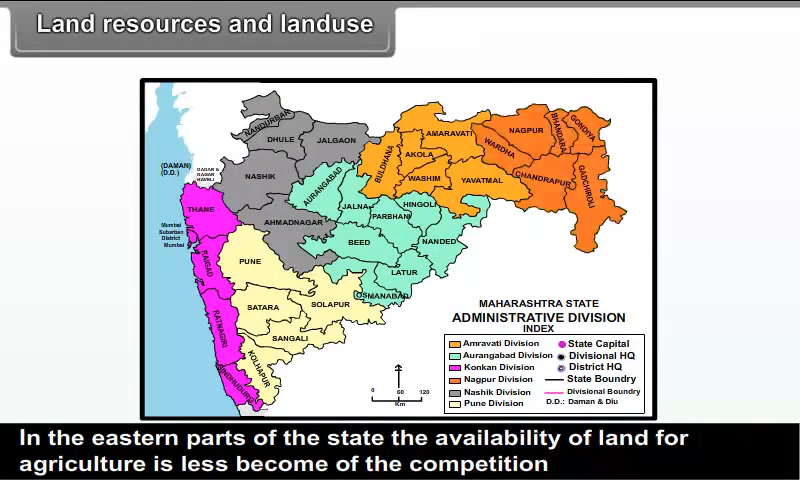 Land resources and landuse
NANDURBAR
DHULE
JALGAON
NASHIK
AHMADNAGAR
(DAMAN)
(D.D.)
DADAR &
NAGAR
HAVELI
BULDHANA
AKOLA
AMARAVATI
WASHIM
YAVATMAL
WARDHA
NAGPUR
BHANDARA
GONDIYA
CHANDRAPUR
GADCHIROLI
AURANGABAD
JALNA
PARBHANI
HINGOLI
BEED
NANDED
LATUR
OSMANABAD
THANE
Mumbai
Suburban
District
Mumbai
RAIGAD
RATNAGIRI
SINDHUDURG
PUNE
SATARA
SOLAPUR
SANGALI
KOLHAPUR
0 60 120
Km
MAHARASHTRA STATE
ADMINISTRATIVE DIVISION
INDEX
Amravati Division
Aurangabad Division
Konkan Division
Nagpur Division
Nashik Division
Pune Division
State Capital
Divisional HQ
District HQ
State Boundry
Divisional Boundry
D.D.: Daman & Diu
In the eastern parts of the state the availability of land for
agriculture is less become of the competition